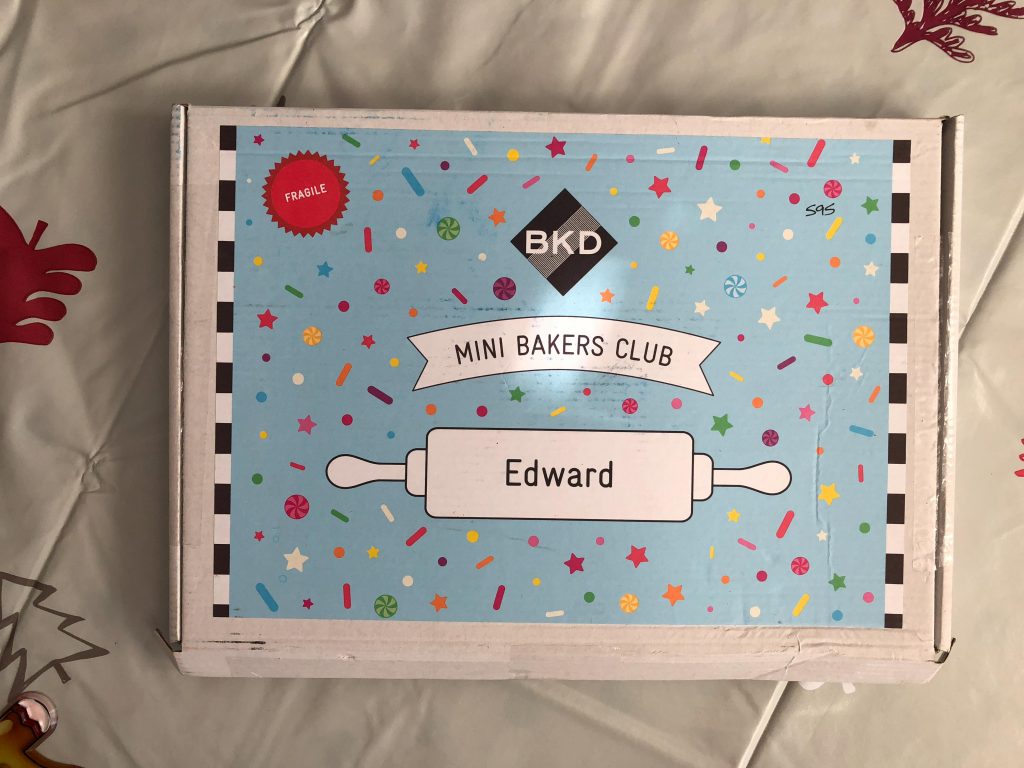 FRAGILE
595
BKD
MINI BAKERS CLUB
Edward